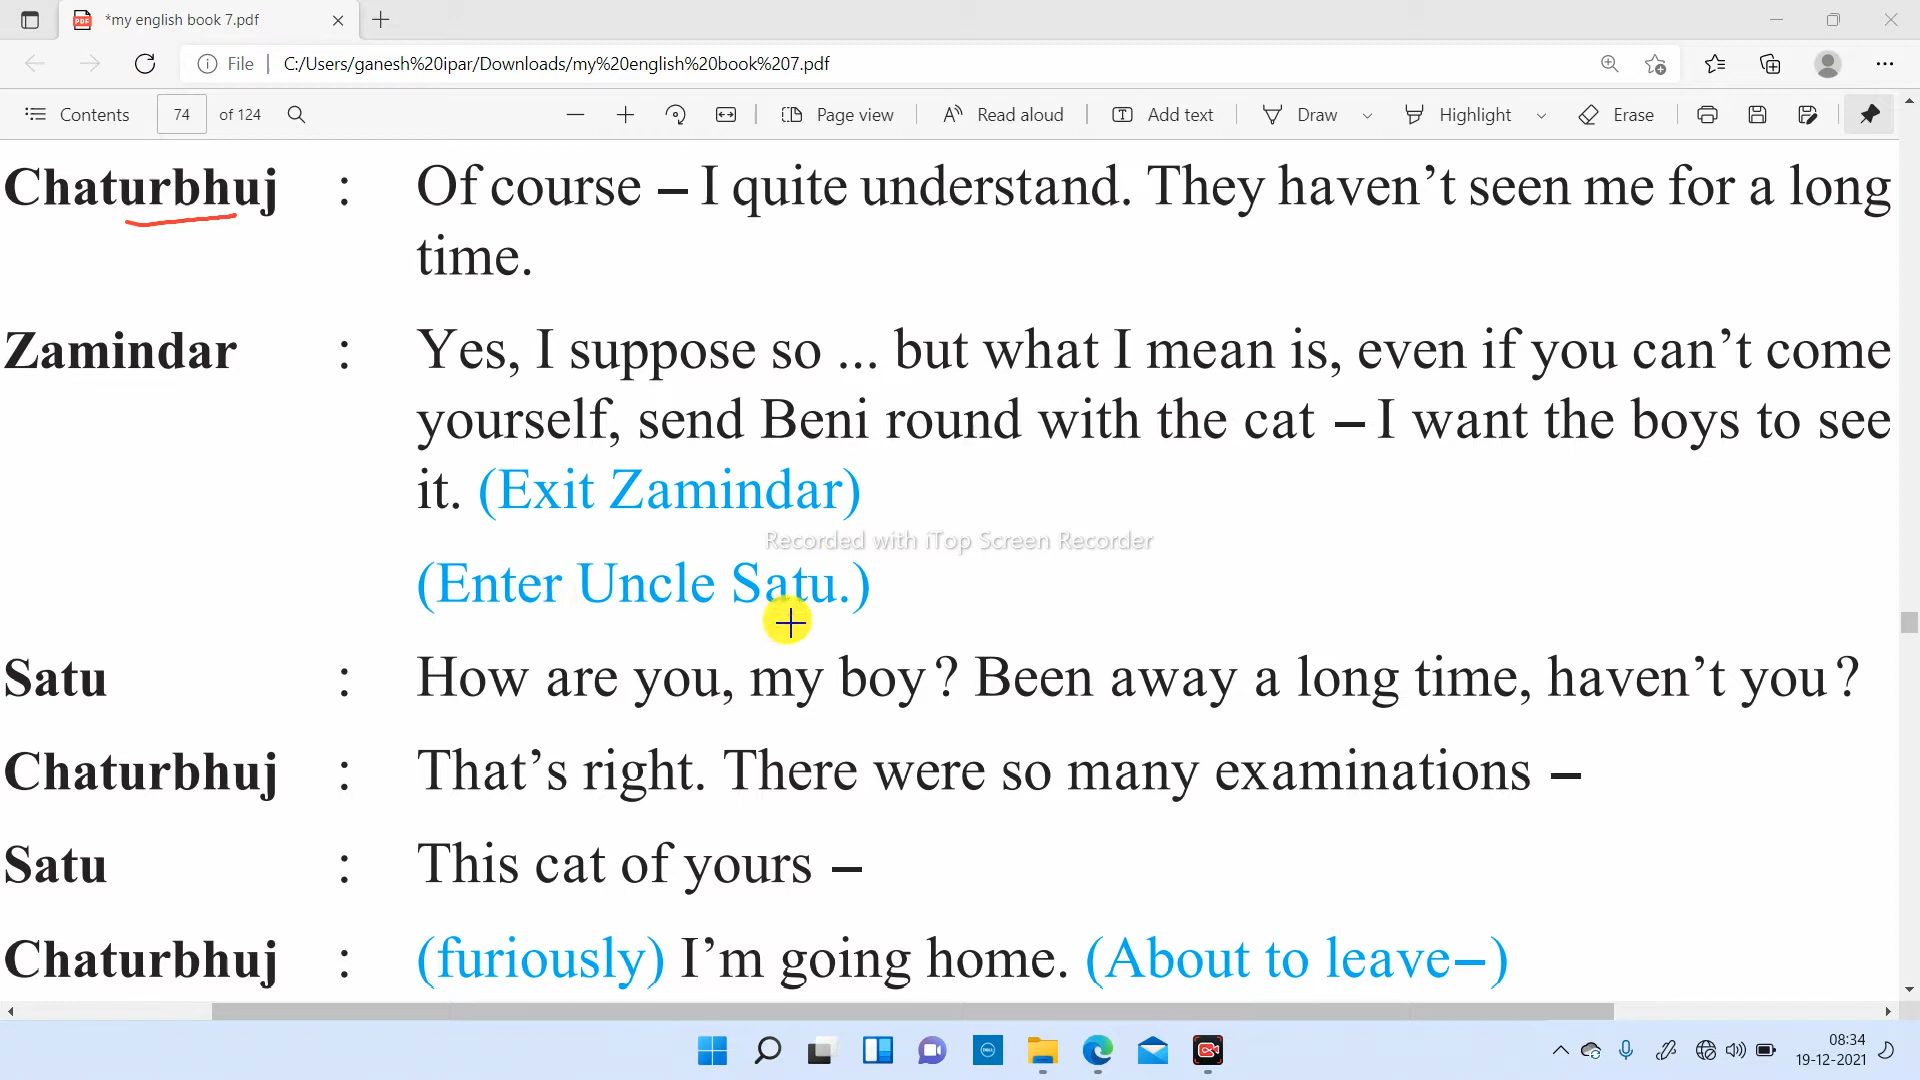 *my english book 7.pdf
File | C:/Users/ganesh%20ipar/Downloads/my%20english%20book%207.pdf
Contents 74 of 124 Page view Read aloud Add text Draw Highlight Erase
Chaturbhuj : Of course – I quite understand. They haven’t seen me for a long
time.
Zamindar : Yes, I suppose so ... but what I mean is, even if you can’t come
yourself, send Beni round with the cat – I want the boys to see
it. (Exit Zamindar)
Recorded with iTop Screen Recorder
(Enter Uncle Satu.)
Satu : How are you, my boy? Been away a long time, haven’t you?
Chaturbhuj : That’s right. There were so many examinations –
Satu : This cat of yours –
Chaturbhuj : (furiously) I’m going home. (About to leave–)
08:34
19-12-2021